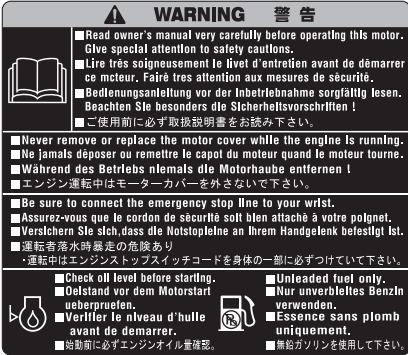 WARNING 警告
■Read owner's manual very carefully before operating this motor.
Give special attention to safety cautions.
■Lire três soigneusement le livet d'entretien avant de démarrer
ce mcteur. Fairê tres attention aux mesures de sècuritê.
■Bedienungsanleitung vor der Inbetriebnahme sorgfältig lesen.
Beachten Sie besonders die Sicherheitsvorschriften !
■ご使用前に必ず取扱説明書をお読み下さい。
■Never remove or replace the motor cover while the engine is running.
■Ne jamais dèposer ou remettre le capot du moteur quand le moteur tourne.
■Während des Betriebs niemals die Motorhaube entfernen !
■エンジン運転中はモーターカバーを外さないで下さい。
■Be sure to connect the emergency stop line to your wrist.
■Assurez-vous que le cordon de sècuritè soit bien attachè à votre poignet.
■Versichern Sie sich,dass die Notstopleine an Ihrem Handgelenk befestigt ist.
■運転者落水時暴走の危険あり
・運転中はエンジンストップスイッチコードを身体の一部に必ずつけていて下さい。
■Check oil level before starting.
■Oelstand vor dem Motorstart
ueberpruefen.
■Verifier le niveau d'huile
avant de demarrer.
■始動前に必ずエンジンオイル量確認。
■Unleaded fuel only.
■Nur unverbleites Benzin
verwenden.
■Essence sans plomb
uniquement.
■無鉛ガソリンを使用して下さい。